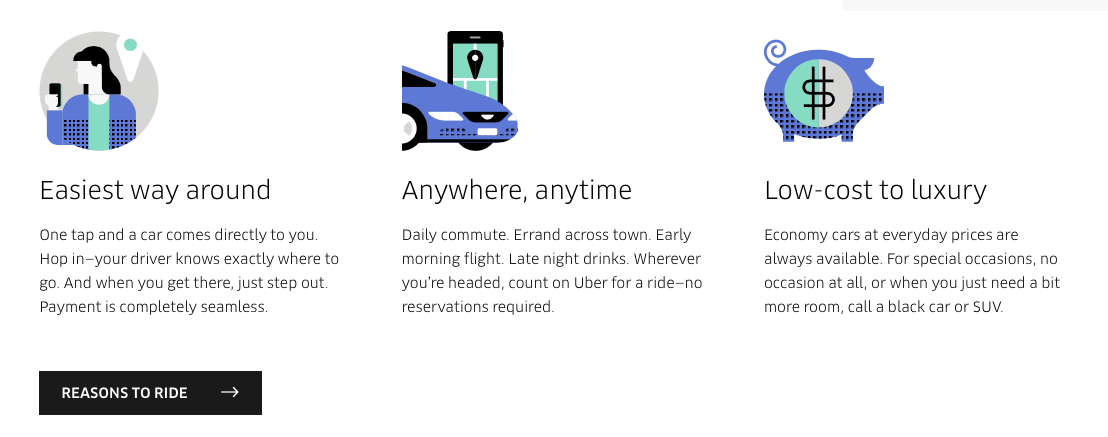 Easiest way around
One tap and a car comes directly to you.
Hop in—your driver knows exactly where to
go. And when you get there, just step out.
Payment is completely seamless.
Anywhere, anytime
Daily commute. Errand across town. Early
morning flight. Late night drinks. Wherever
you’re headed, count on Uber for a ride—no
reservations required.
Low-cost to luxury
Economy cars at everyday prices are
always available. For special occasions, no
occasion at all, or when you just need a bit
more room, call a black car or SUV.
REASONS TO RIDE →